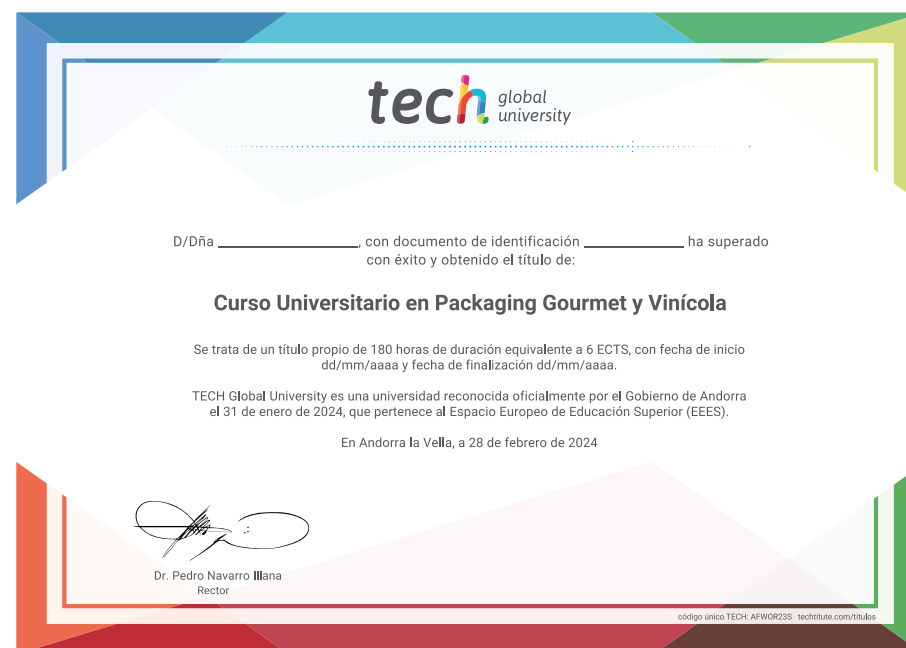 tech global university
D/Dña ______________, con documento de identificación __________ ha superado
con éxito y obtenido el título de:
Curso Universitario en Packaging Gourmet y Vinícola
Se trata de un título propio de 180 horas de duración equivalente a 6 ECTS, con fecha de inicio
dd/mm/aaaa y fecha de finalización dd/mm/aaaa.
TECH Global University es una universidad reconocida oficialmente por el Gobierno de Andorra
el 31 de enero de 2024, que pertenece al Espacio Europeo de Educación Superior (EEES).
En Andorra la Vella, a 28 de febrero de 2024
Dr. Pedro Navarro Illana
Rector
código único TECH: AFWOR23S techtitute.com/titulos